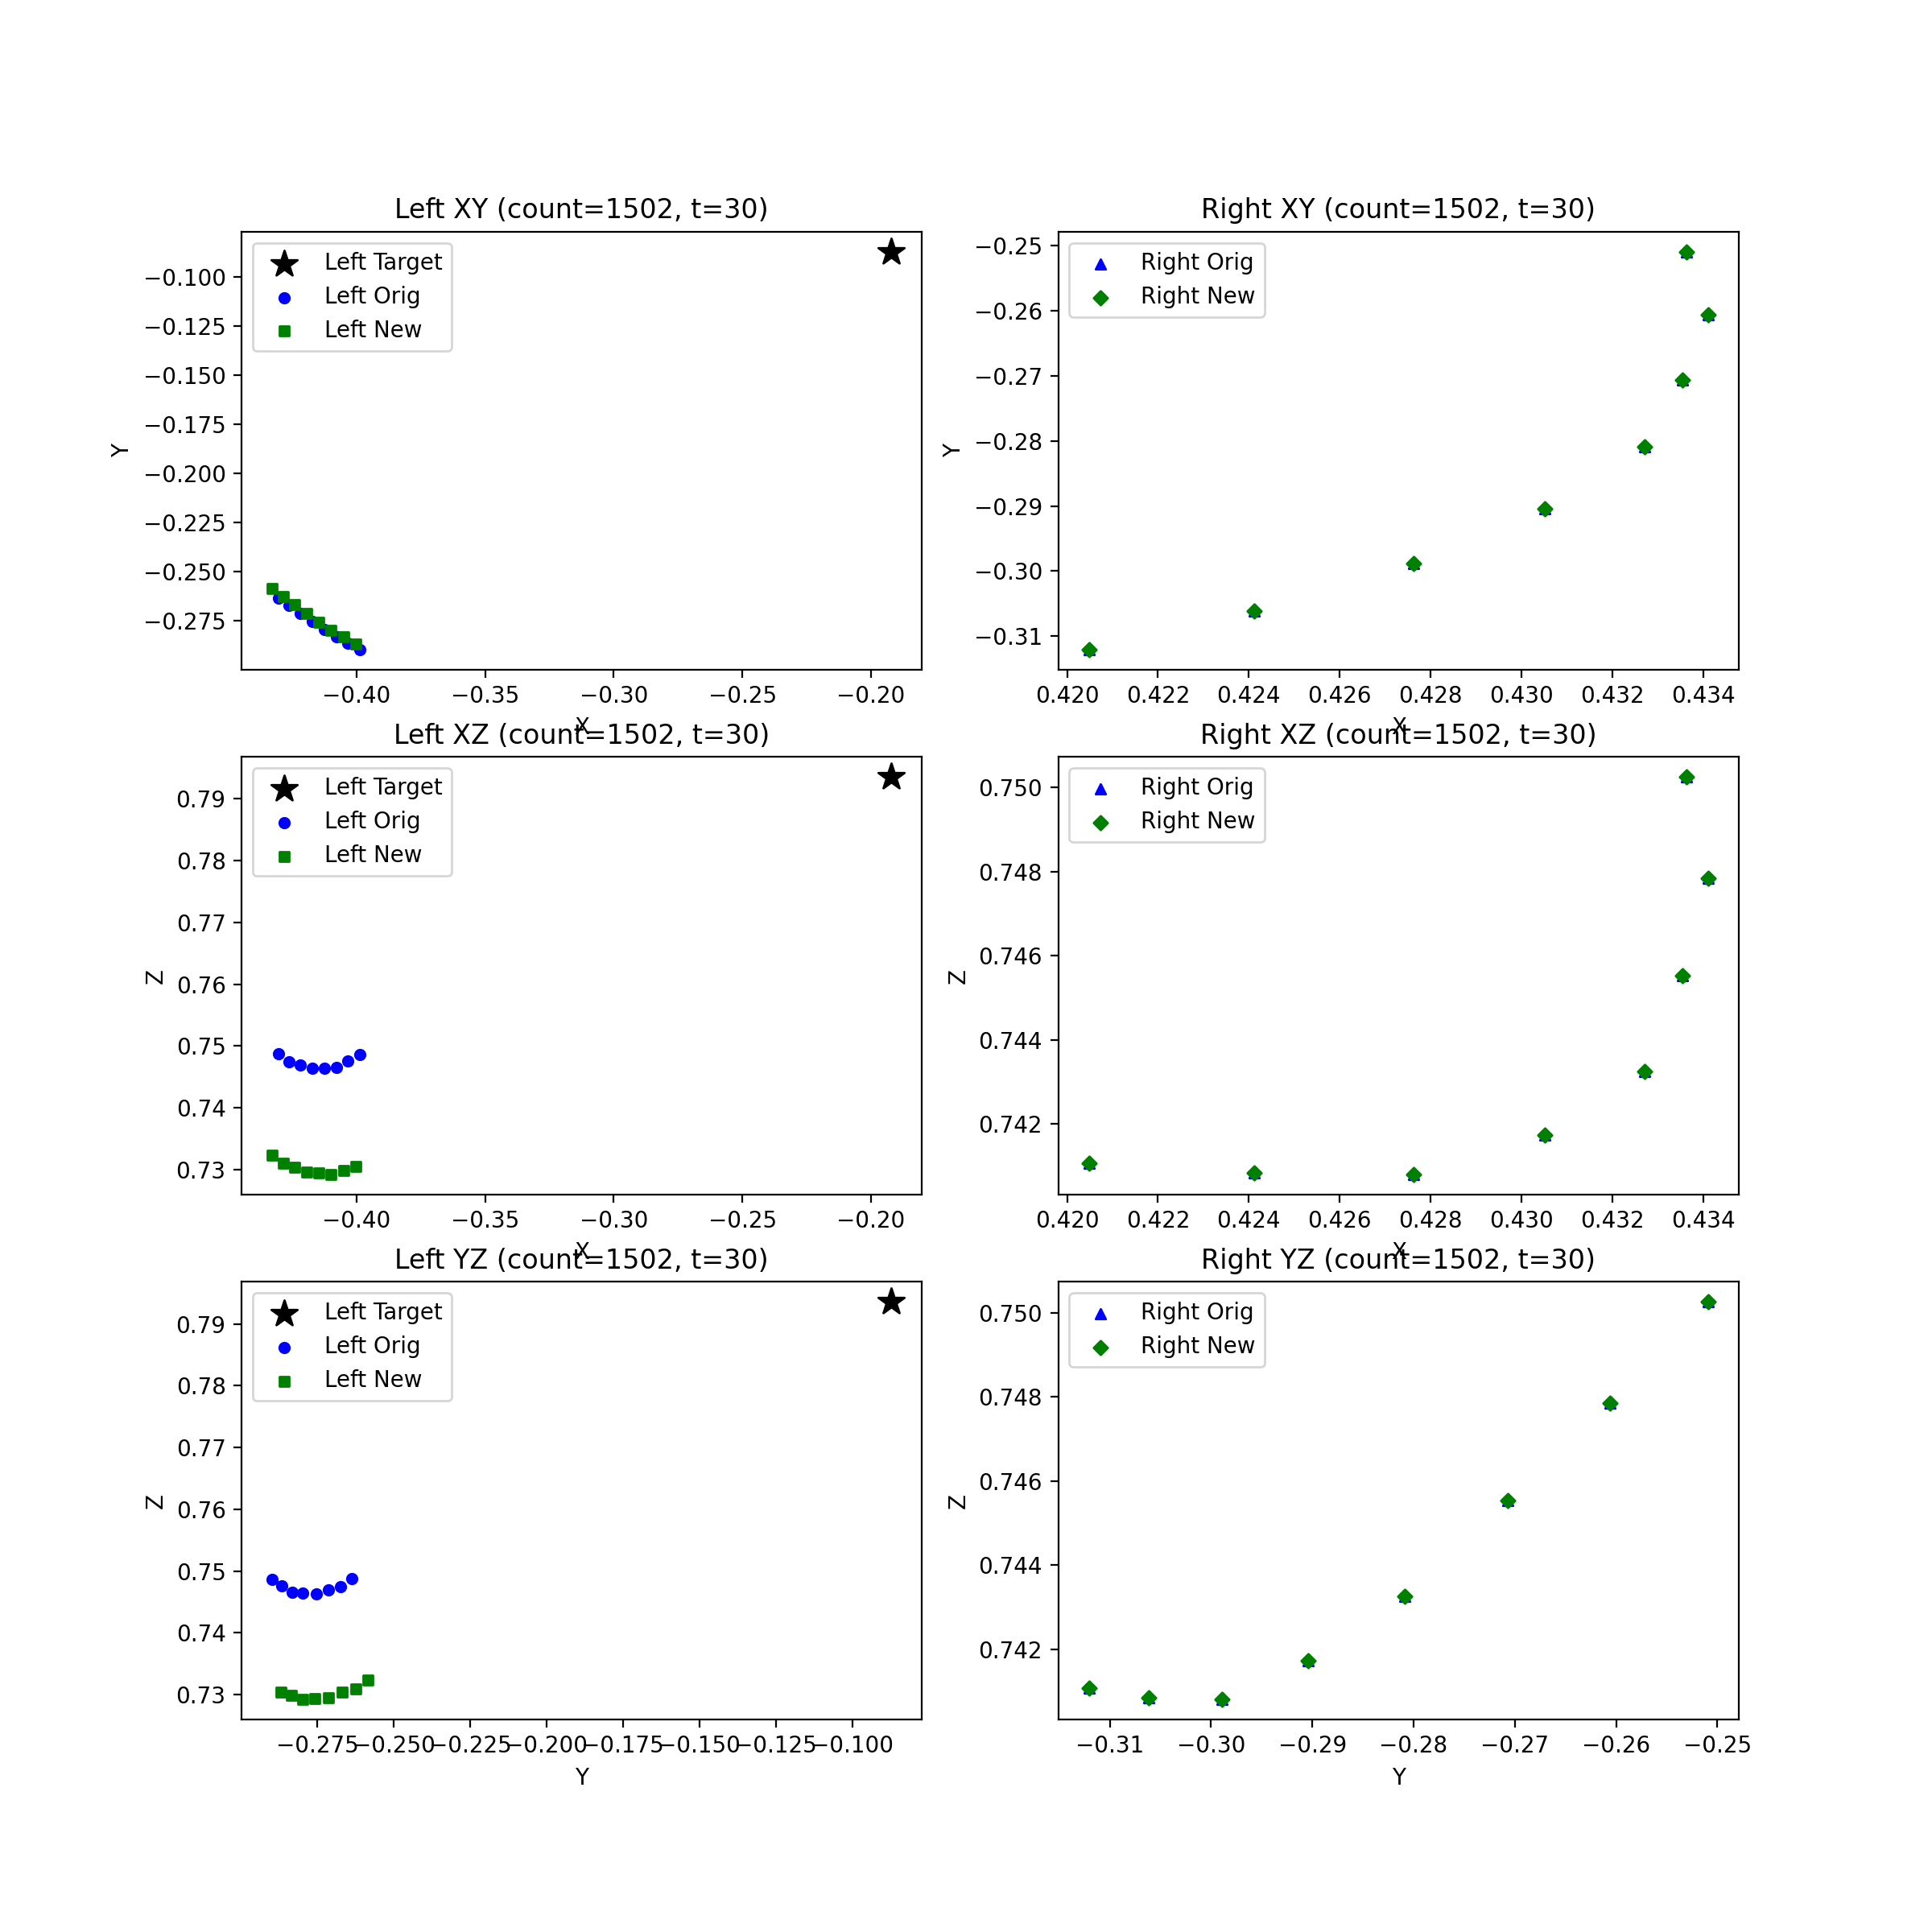 Left XY (count=1502, t=30)
Left Target
Left Orig
Left New
−0.100
−0.125
−0.150
−0.175
−0.200
−0.225
−0.250
−0.275
Y
−0.40 −0.35 −0.30 −0.25 −0.20
X
Right XY (count=1502, t=30)
Right Orig
Right New
−0.25
−0.26
−0.27
−0.28
−0.29
−0.30
−0.31
Y
0.420 0.422 0.424 0.426 0.428 0.430 0.432 0.434
X
Left XZ (count=1502, t=30)
Left Target
Left Orig
Left New
0.79
0.78
0.77
0.76
0.75
0.74
0.73
Z
−0.40 −0.35 −0.30 −0.25 −0.20
X
Right XZ (count=1502, t=30)
Right Orig
Right New
0.750
0.748
0.746
0.744
0.742
Z
0.420 0.422 0.424 0.426 0.428 0.430 0.432 0.434
X
Left YZ (count=1502, t=30)
Left Target
Left Orig
Left New
0.79
0.78
0.77
0.76
0.75
0.74
0.73
Z
−0.275 −0.250 −0.225 −0.200 −0.175 −0.150 −0.125 −0.100
Y
Right YZ (count=1502, t=30)
Right Orig
Right New
0.750
0.748
0.746
0.744
0.742
Z
−0.31 −0.30 −0.29 −0.28 −0.27 −0.26 −0.25
Y